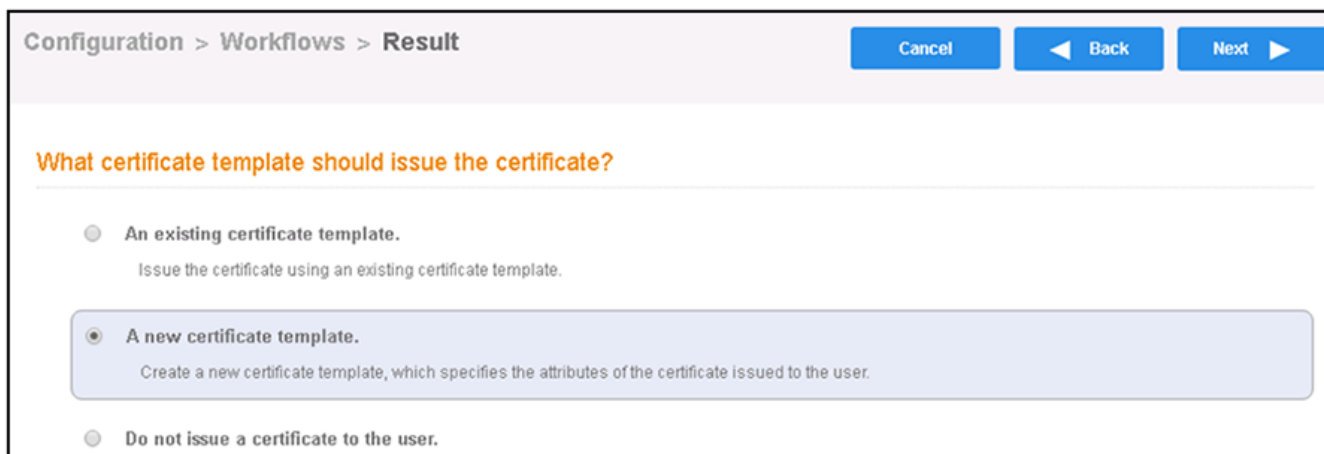 Configuration > Workflows > Result
Cancel
Back
Next
What certificate template should issue the certificate?
An existing certificate template.
Issue the certificate using an existing certificate template.
A new certificate template.
Create a new certificate template, which specifies the attributes of the certificate issued to the user.
Do not issue a certificate to the user.